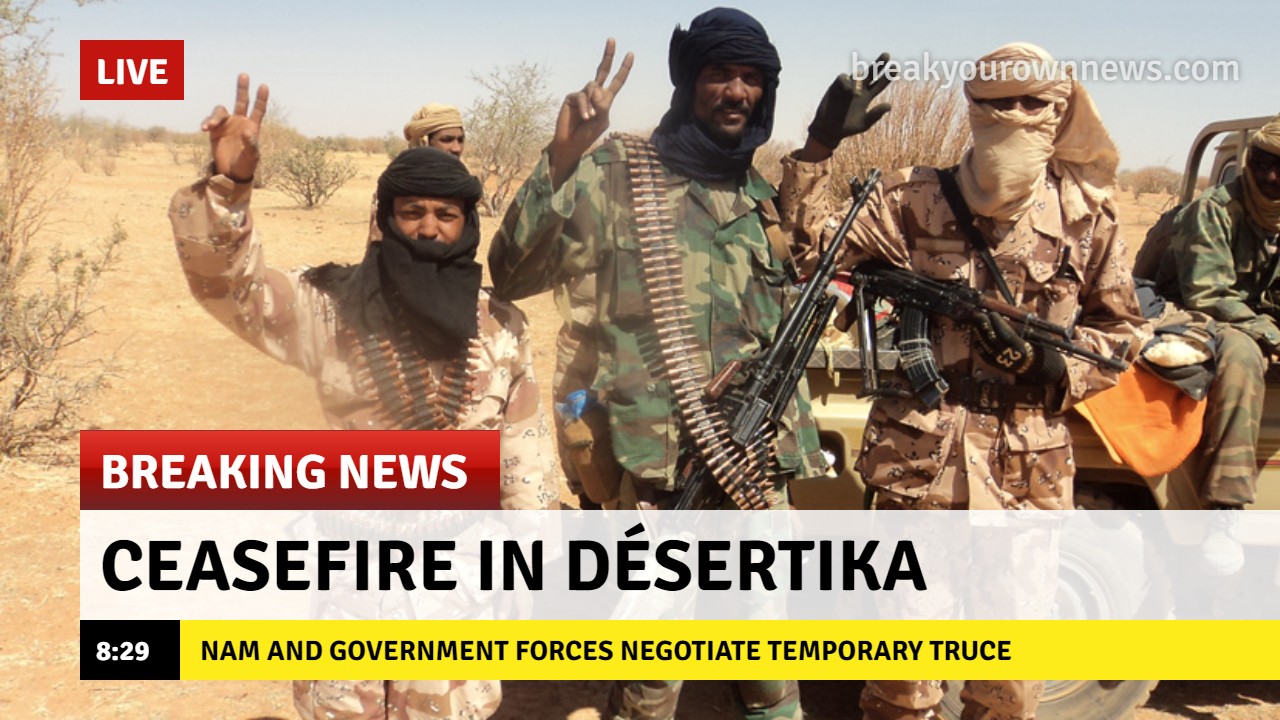 LIVE
breakyourownnews.com
BREAKING NEWS
CEASEFIRE IN DÉSERTIKA
8:29
NAM AND GOVERNMENT FORCES NEGOTIATE TEMPORARY TRUCE